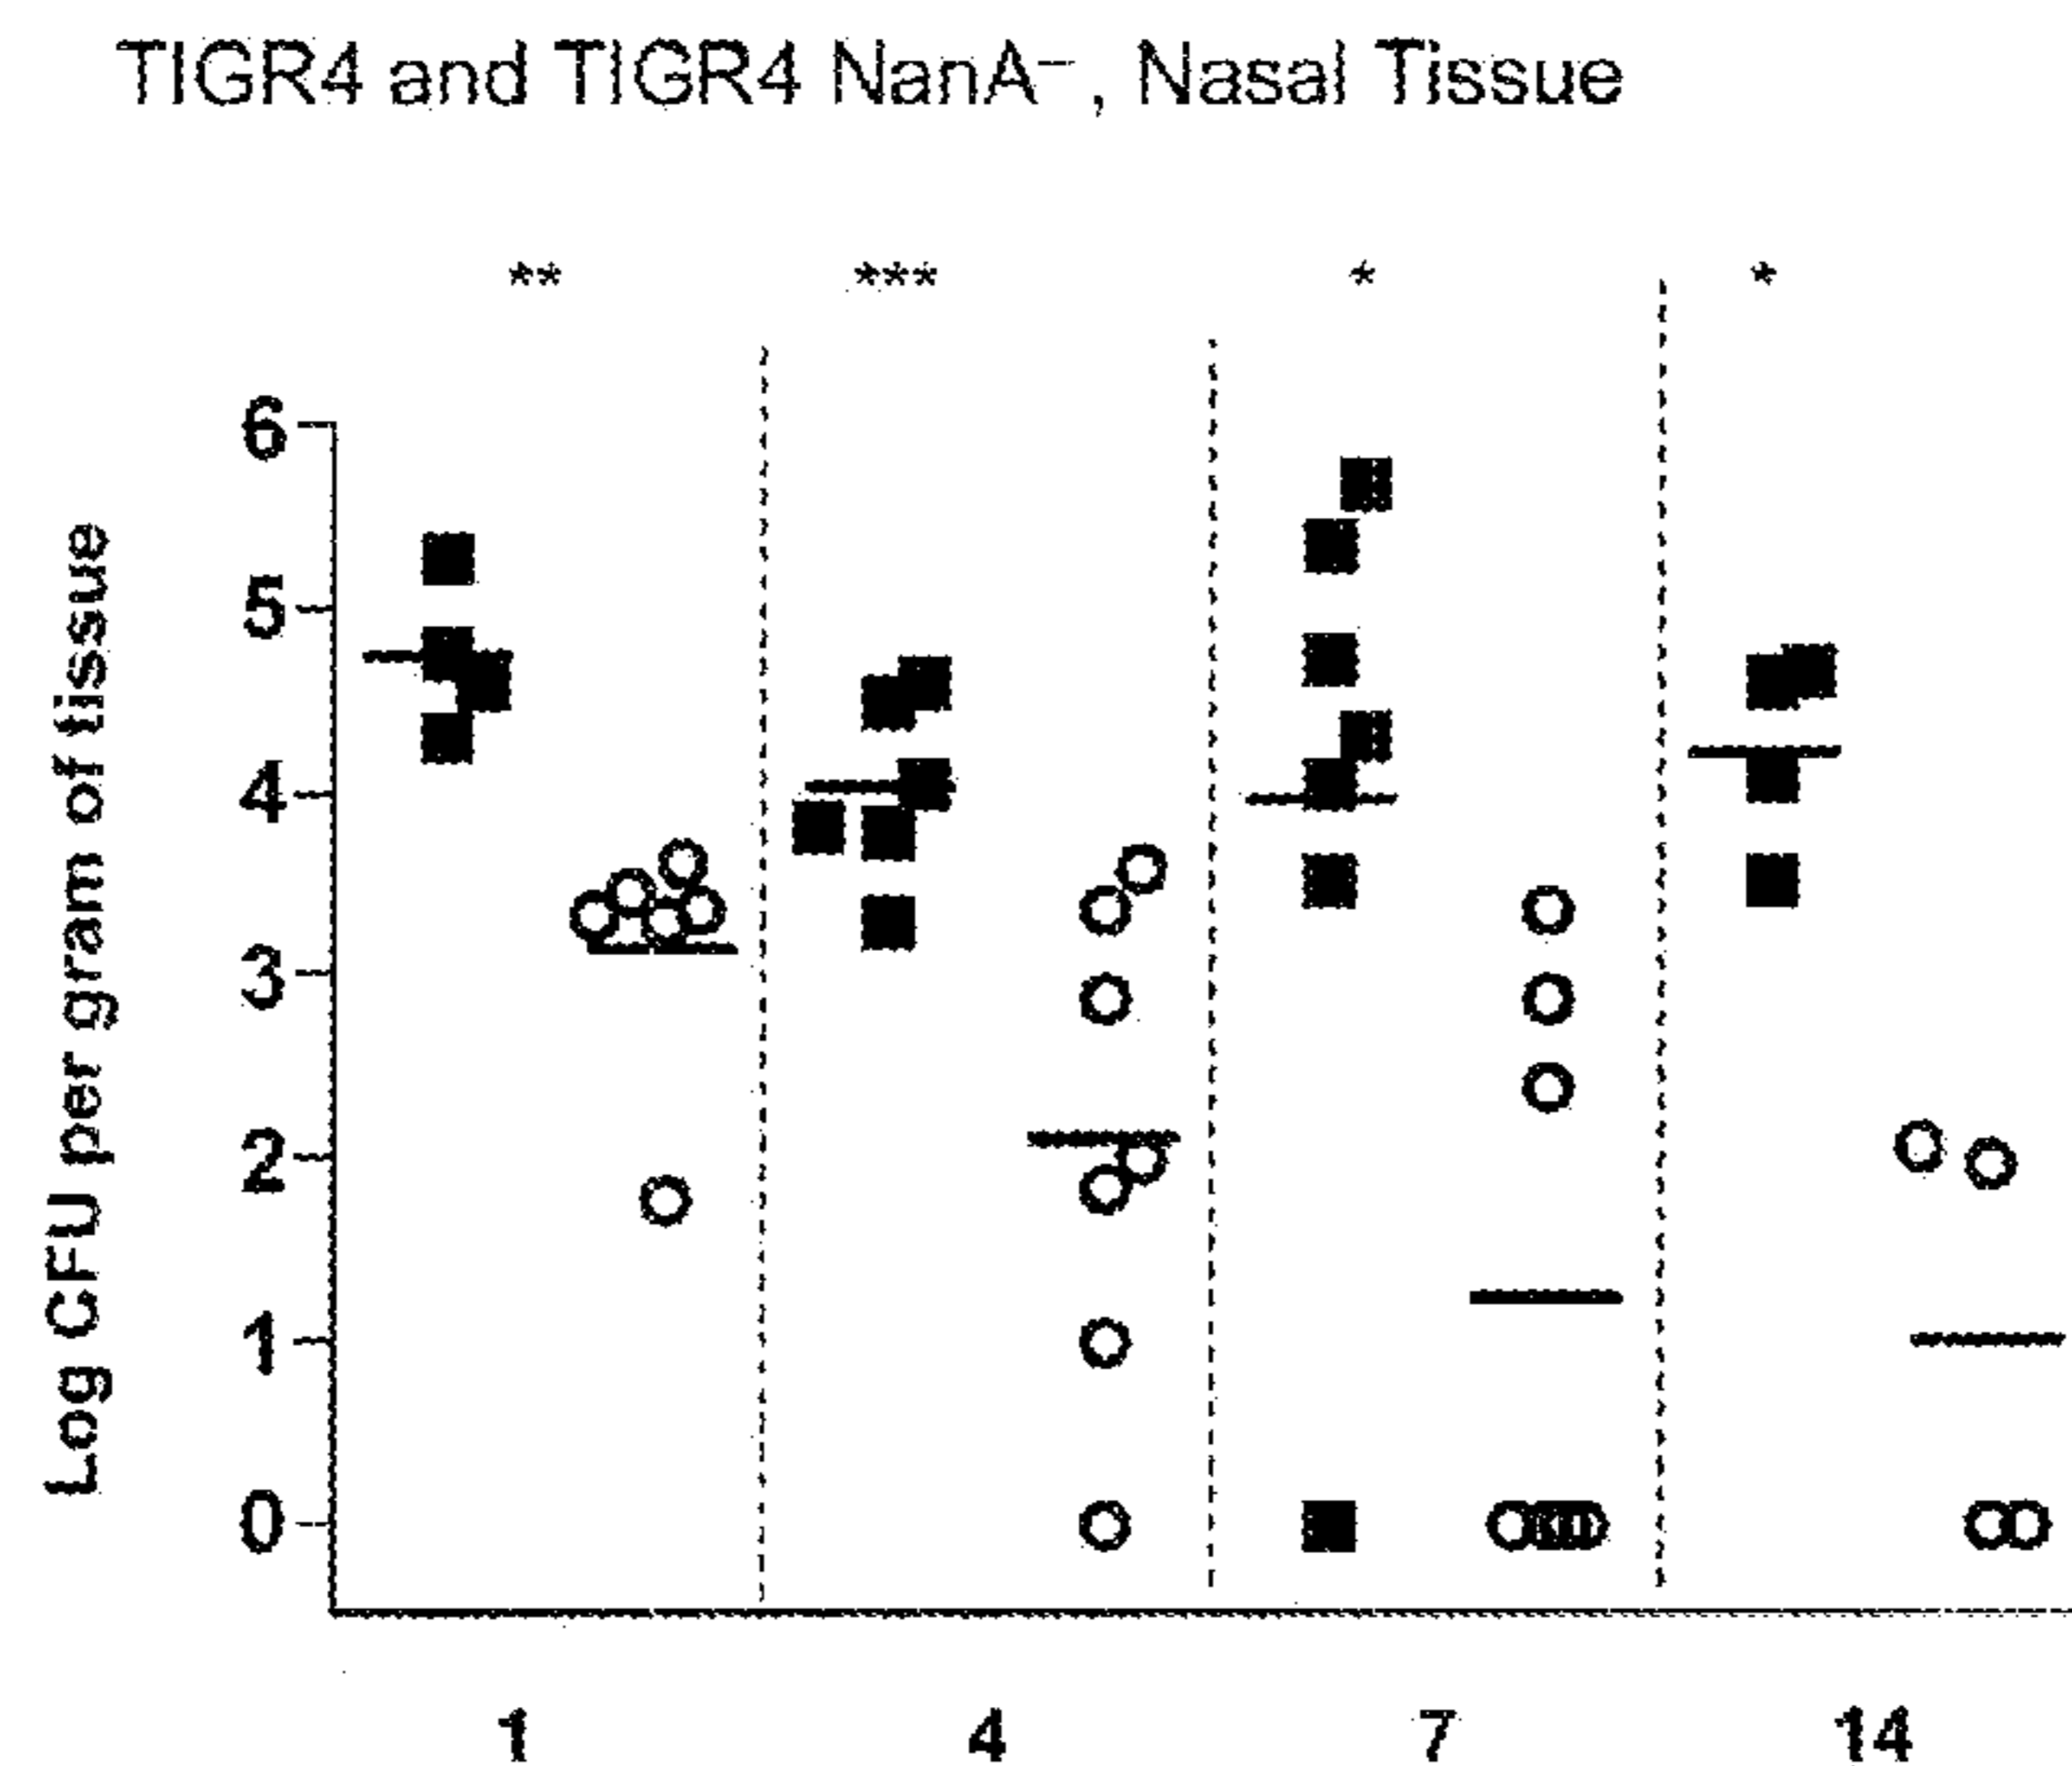 TIGR4 and TIGR4 NanA⁻ , Nasal Tissue
** *** * *
Log CFU per gram of tissue
6
5
4
3
2
1
0
1 4 7 14